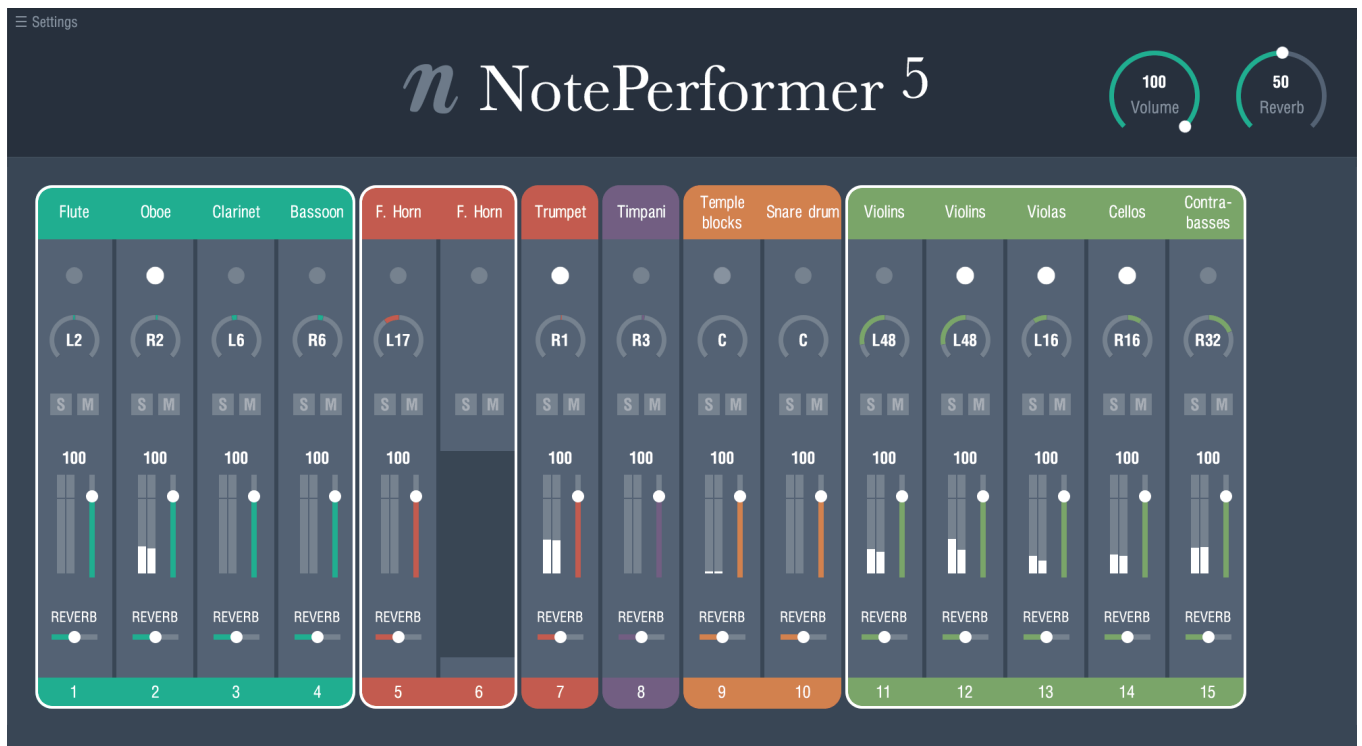 ☰ Settings
n NotePerformer 5
100
Volume
50
Reverb
Flute Oboe Clarinet Bassoon F. Horn F. Horn Trumpet Timpani Temple blocks Snare drum Violins Violins Violas Cellos Contra-basses
L2 R2 L6 R6 L17 R1 R3 C C L48 L48 L16 R16 R32
S M S M S M S M S M S M S M S M S M S M S M S M S M S M S M
100 100 100 100 100 100 100 100 100 100 100 100 100 100
REVERB REVERB REVERB REVERB REVERB REVERB REVERB REVERB REVERB REVERB REVERB REVERB REVERB REVERB
1 2 3 4 5 6 7 8 9 10 11 12 13 14 15